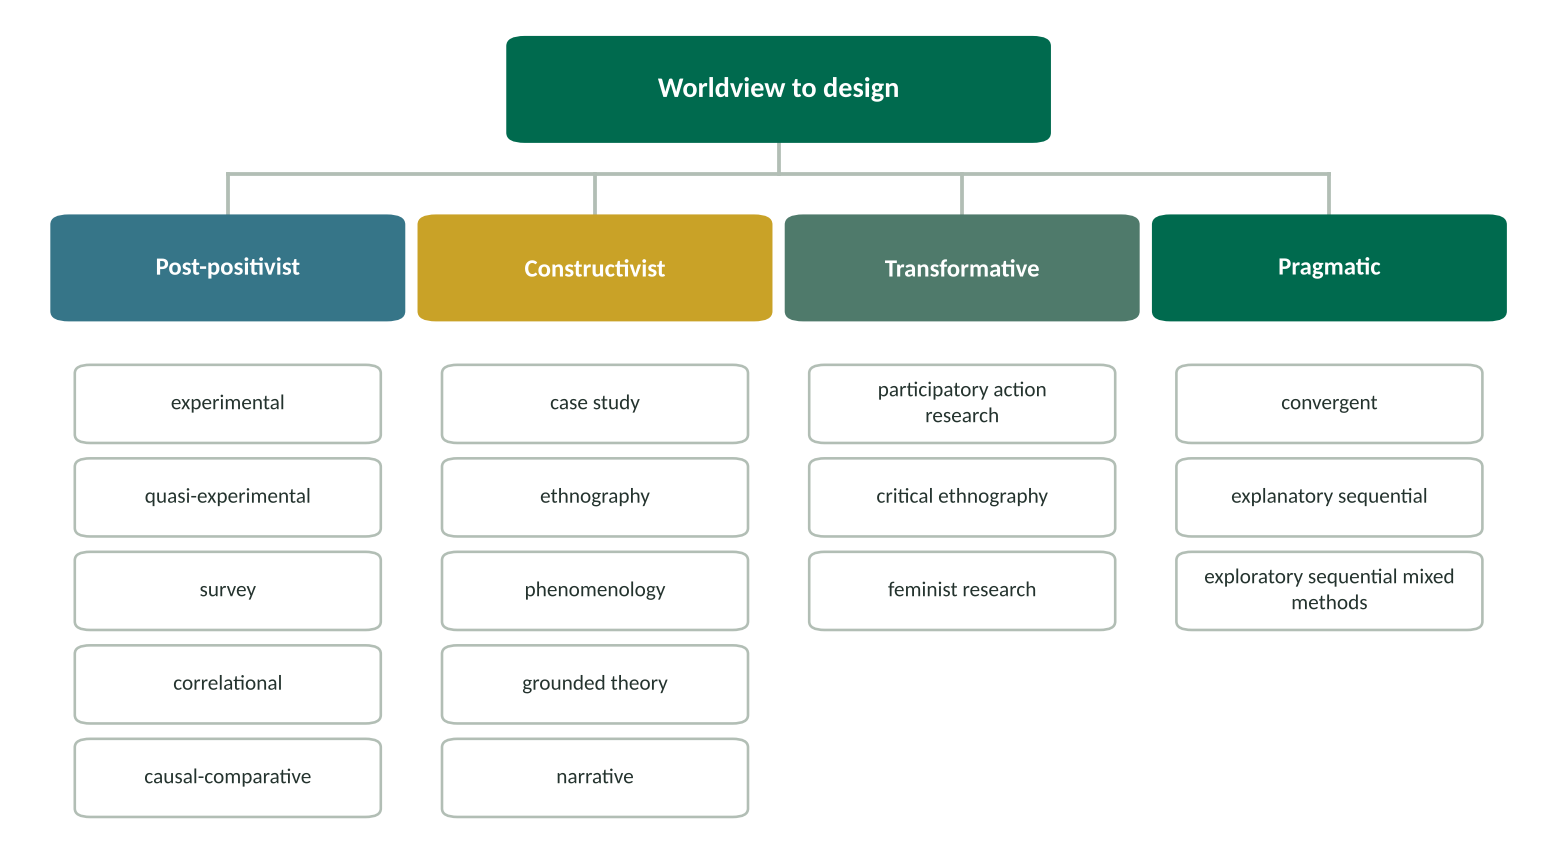 Worldview to design
Post-positivist
Constructivist
Transformative
Pragmatic
experimental
case study
participatory action
research
convergent
quasi-experimental
ethnography
critical ethnography
explanatory sequential
survey
phenomenology
feminist research
exploratory sequential mixed
methods
correlational
grounded theory
causal-comparative
narrative